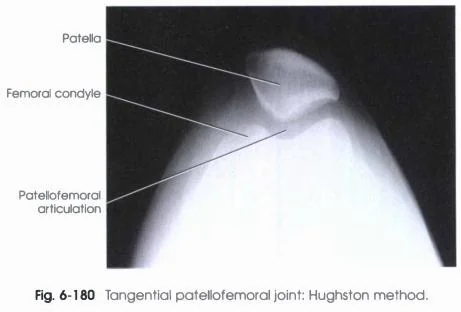 Patella
Femoral condyle
Patellofemoral
articulation
Fig. 6-180 Tangential patellofemoral joint: Hughston method.